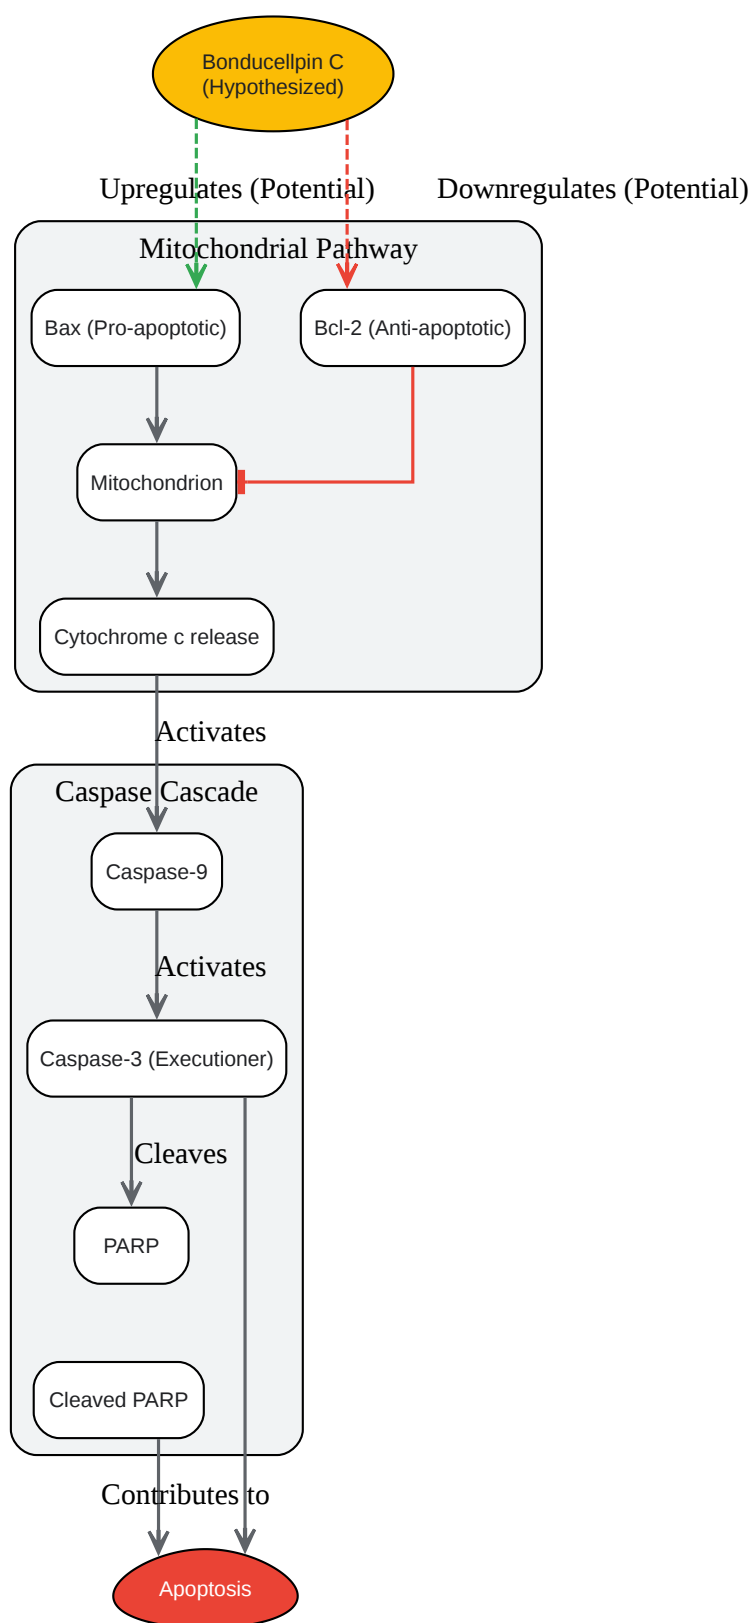 Bonducellpin C
(Hypothesized)
Upregulates (Potential)
Downregulates (Potential)
Mitochondrial Pathway
Bax (Pro-apoptotic)
Bcl-2 (Anti-apoptotic)
Mitochondrion
Cytochrome c release
Activates
Caspase Cascade
Caspase-9
Activates
Caspase-3 (Executioner)
Cleaves
PARP
Cleaved PARP
Contributes to
Apoptosis